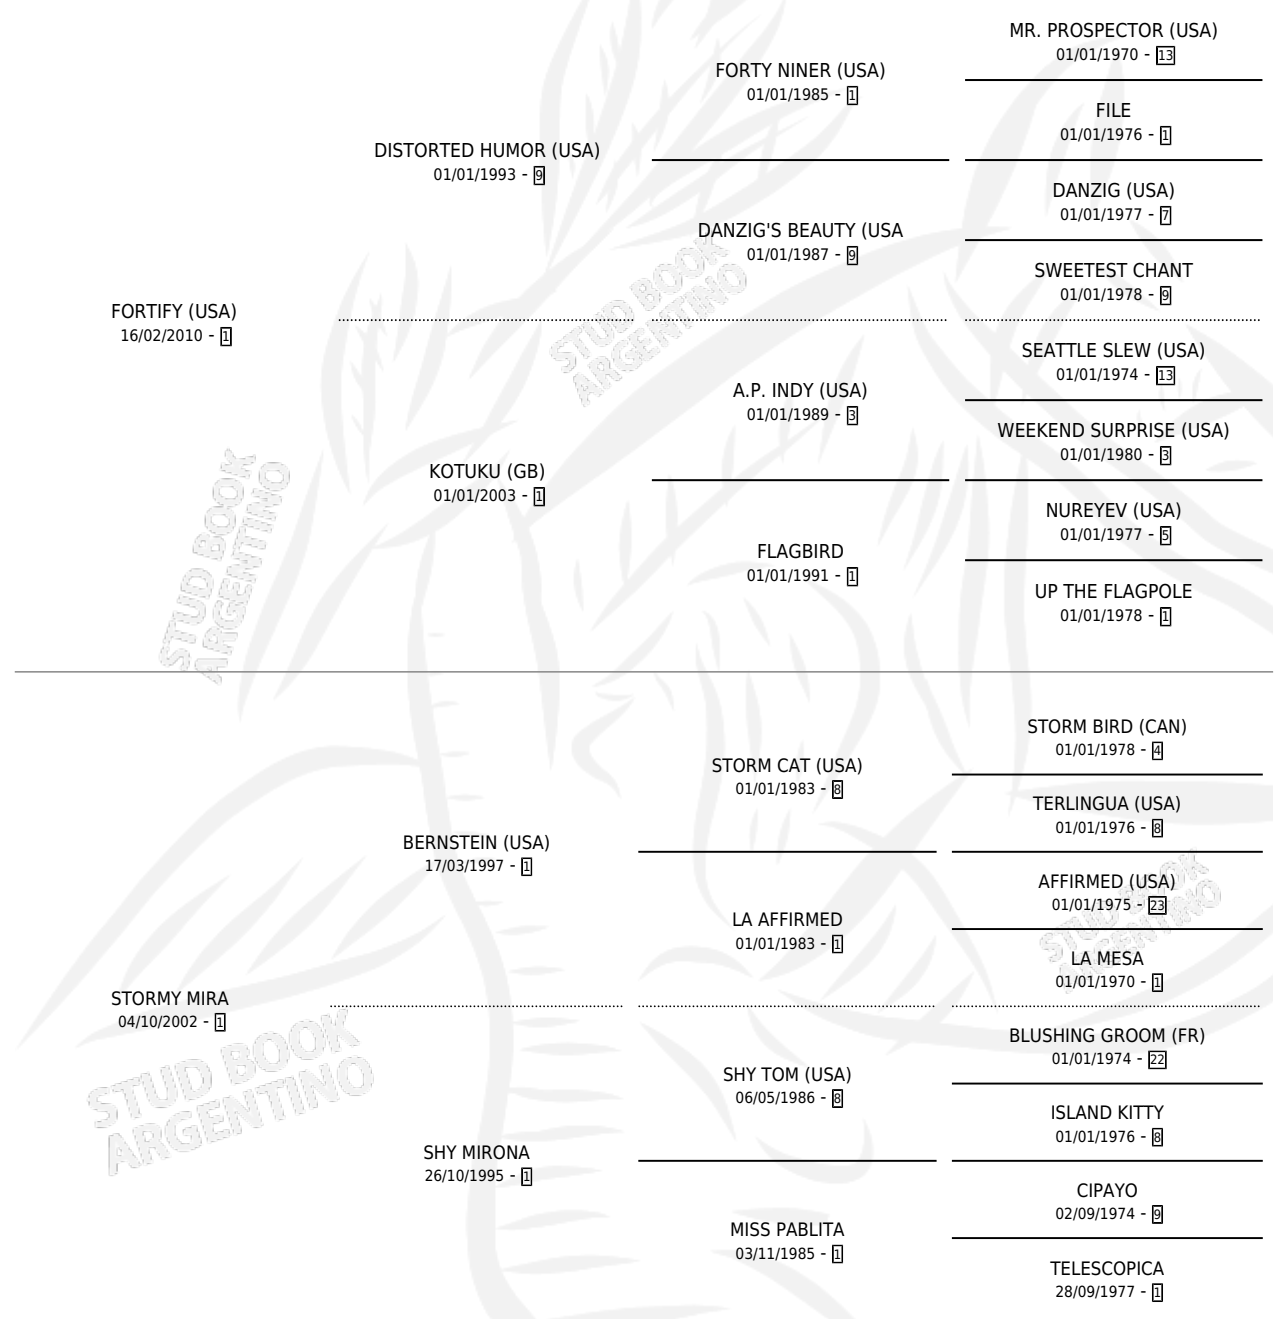 MR. PROSPECTOR (USA)
01/01/1970 - 13
FORTY NINER (USA)
01/01/1985 - 1
FILE
01/01/1976 - 1
DISTORTED HUMOR (USA)
01/01/1993 - 9
DANZIG (USA)
01/01/1977 - 7
DANZIG'S BEAUTY (USA
01/01/1987 - 9
SWEETEST CHANT
01/01/1978 - 9
FORTIFY (USA)
16/02/2010 - 1
SEATTLE SLEW (USA)
01/01/1974 - 13
A.P. INDY (USA)
01/01/1989 - 3
WEEKEND SURPRISE (USA)
01/01/1980 - 3
KOTUKU (GB)
01/01/2003 - 1
NUREYEV (USA)
01/01/1977 - 5
FLAGBIRD
01/01/1991 - 1
UP THE FLAGPOLE
01/01/1978 - 1
STORM BIRD (CAN)
01/01/1978 - 4
STORM CAT (USA)
01/01/1983 - 8
TERLINGUA (USA)
01/01/1976 - 8
BERNSTEIN (USA)
17/03/1997 - 1
AFFIRMED (USA)
01/01/1975 - 23
LA AFFIRMED
01/01/1983 - 1
LA MESA
01/01/1970 - 1
STORMY MIRA
04/10/2002 - 1
BLUSHING GROOM (FR)
01/01/1974 - 22
SHY TOM (USA)
06/05/1986 - 8
ISLAND KITTY
01/01/1976 - 8
SHY MIRONA
26/10/1995 - 1
CIPAYO
02/09/1974 - 9
MISS PABLITA
03/11/1985 - 1
TELESCOPICA
28/09/1977 - 1
STUD BOOK
ARGENTINO
STUD BOOK
ARGENTINO
STUD BOOK
ARGENTINO
STUD BOOK
ARGENTINO